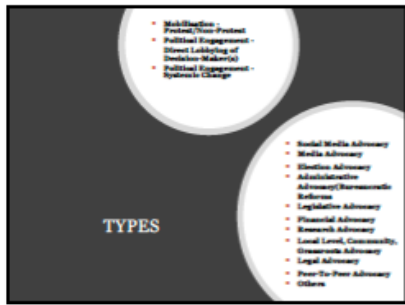 Mobilisation -
Protest/Non-Protest
Political Engagement -
Direct Lobbying of
Decision-Maker(s)
Political Engagement -
Systemic Change
TYPES
Social Media Advocacy
Media Advocacy
Election Advocacy
Administrative
Advocacy(Bureaucratic
Reforms
Legislative Advocacy
Financial Advocacy
Research Advocacy
Local Level, Community,
Grassroots Advocacy
Legal Advocacy
Peer-To-Peer Advocacy
Others